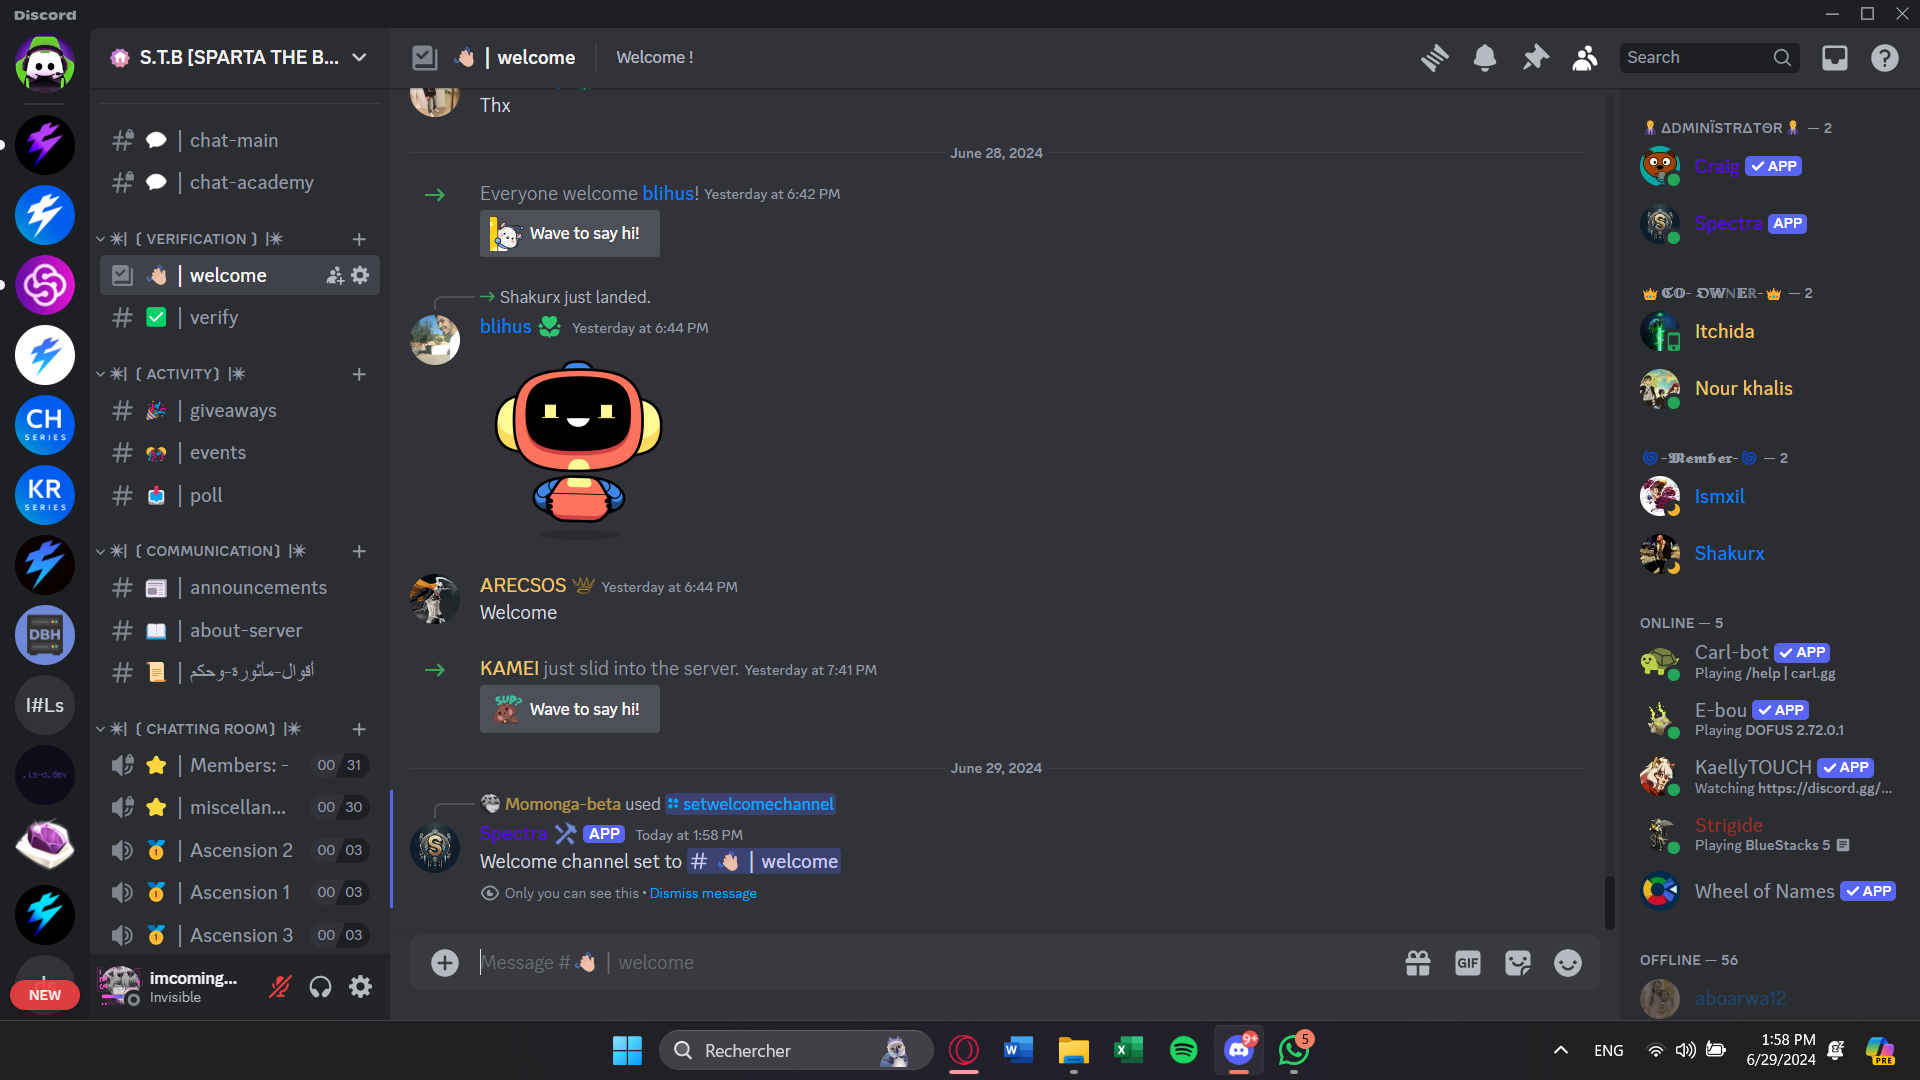 Discord
S.T.B [SPARTA THE B...
| chat-main
| chat-academy
✴| ❲ VERIFICATION ❳ |✴
| welcome
| verify
✴| ❲ ACTIVITY❳ |✴
| giveaways
| events
| poll
✴| ❲ COMMUNICATION❳ |✴
| announcements
| about-server
| أقوال-مأثورة-وحكم
✴| ❲ CHATTING ROOM❳ |✴
| Members: - 00 31
| miscellan... 00 30
| Ascension 2 00 03
| Ascension 1 00 03
| Ascension 3 00 03
CH
SERIES
KR
SERIES
DBH
I#Ls
.is-a.dev
NEW
imcoming...
Invisible
| welcome Welcome !
Search
Thx
June 28, 2024
Everyone welcome blihus! Yesterday at 6:42 PM
Wave to say hi!
Shakurx just landed.
blihus Yesterday at 6:44 PM
ARECSOS Yesterday at 6:44 PM
Welcome
KAMEI just slid into the server. Yesterday at 7:41 PM
SUP?
Wave to say hi!
June 29, 2024
Momonga-beta used setwelcomechannel
Spectra APP Today at 1:58 PM
Welcome channel set to # 👋🏻 | welcome
Only you can see this • Dismiss message
Message #👋🏻 | welcome
GIF
ΔDMINÏSTRΔTΘR — 2
Craig ✓ APP
Spectra APP
ℭ𝕆- 𝕆𝕎ℕ𝔼ℝ- — 2
Itchida
Nour khalis
-𝕸𝖊𝖒𝖇𝖊𝖗- — 2
Ismxil
Shakurx
ONLINE — 5
Carl-bot ✓ APP
Playing /help | carl.gg
E-bou ✓ APP
Playing DOFUS 2.72.0.1
KaellyTOUCH ✓ APP
Watching https://discord.gg/...
Strigide
Playing BlueStacks 5
Wheel of Names ✓ APP
OFFLINE — 56
aboarwa12
Rechercher
9+
5
ENG
1:58 PM
6/29/2024
PRE